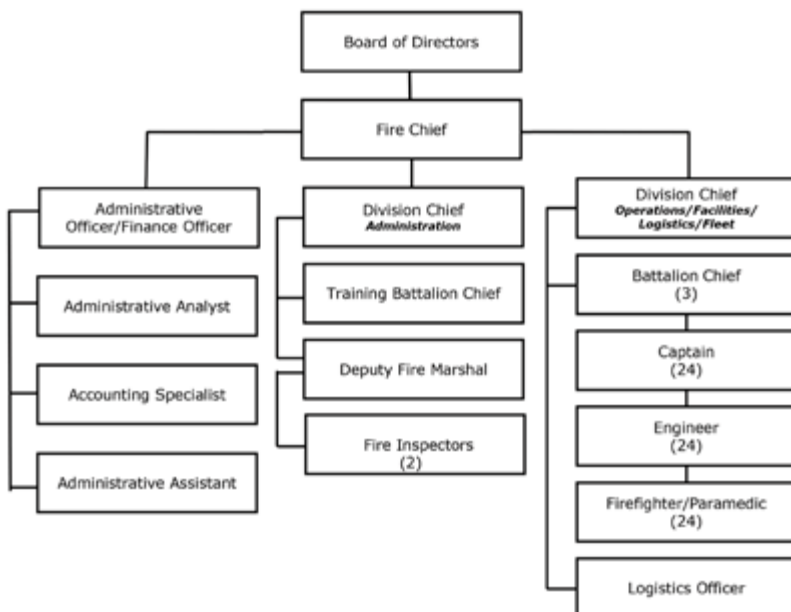 Board of Directors
Fire Chief
Administrative
Officer/Finance Officer
Administrative Analyst
Accounting Specialist
Administrative Assistant
Division Chief
Administration
Training Battalion Chief
Deputy Fire Marshal
Fire Inspectors
(2)
Division Chief
Operations/Facilities/
Logistics/Fleet
Battalion Chief
(3)
Captain
(24)
Engineer
(24)
Firefighter/Paramedic
(24)
Logistics Officer